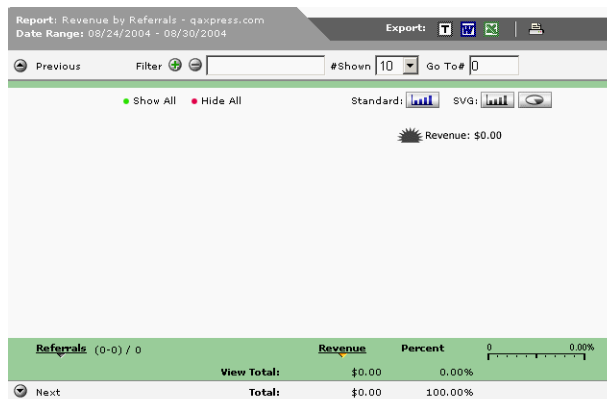 Report: Revenue by Referrals - qaxpress.com
Date Range: 08/24/2004 - 08/30/2004
Export: T W X
Previous Filter #Shown 10 Go To# 0
Show All Hide All Standard: SVG:
Revenue: $0.00
Referrals (0-0) / 0 Revenue Percent 0 0.00%
View Total: $0.00 0.00%
Next Total: $0.00 100.00%